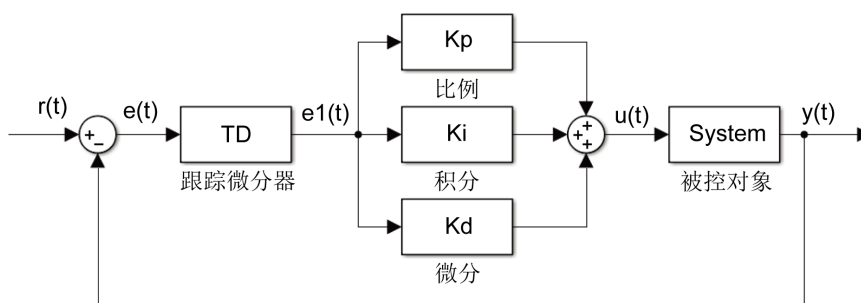 Kp
比例
r(t)
e(t)
TD
e1(t)
Ki
u(t)
System
y(t)
+
−
+
+
+
跟踪微分器
积分
被控对象
Kd
微分